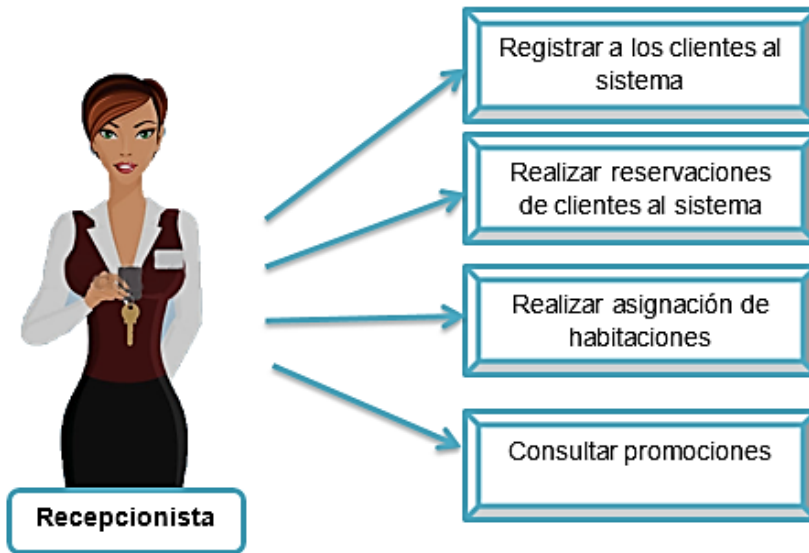 Registrar a los clientes al
sistema
Realizar reservaciones
de clientes al sistema
Realizar asignación de
habitaciones
Consultar promociones
Recepcionista